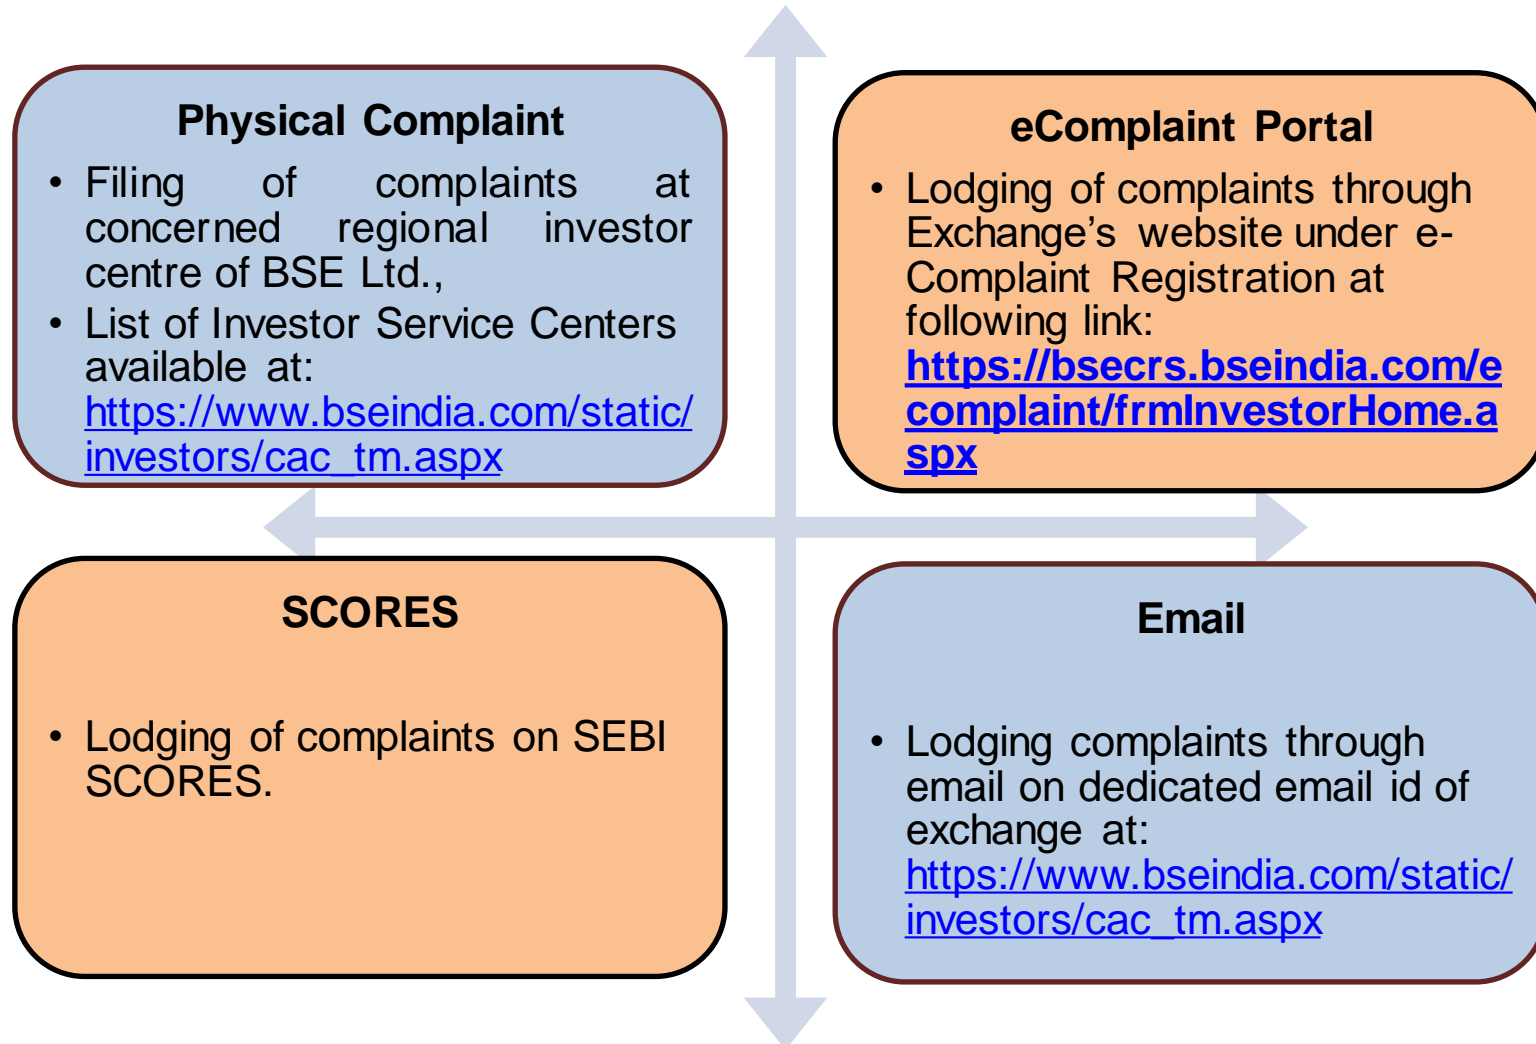 Physical Complaint
• Filing of complaints at
concerned regional investor
centre of BSE Ltd.,
• List of Investor Service Centers
available at:
https://www.bseindia.com/static/
investors/cac_tm.aspx
eComplaint Portal
• Lodging of complaints through
Exchange’s website under e-
Complaint Registration at
following link:
https://bsecrs.bseindia.com/e
complaint/frmInvestorHome.a
spx
SCORES
• Lodging of complaints on SEBI
SCORES.
Email
• Lodging complaints through
email on dedicated email id of
exchange at:
https://www.bseindia.com/static/
investors/cac_tm.aspx